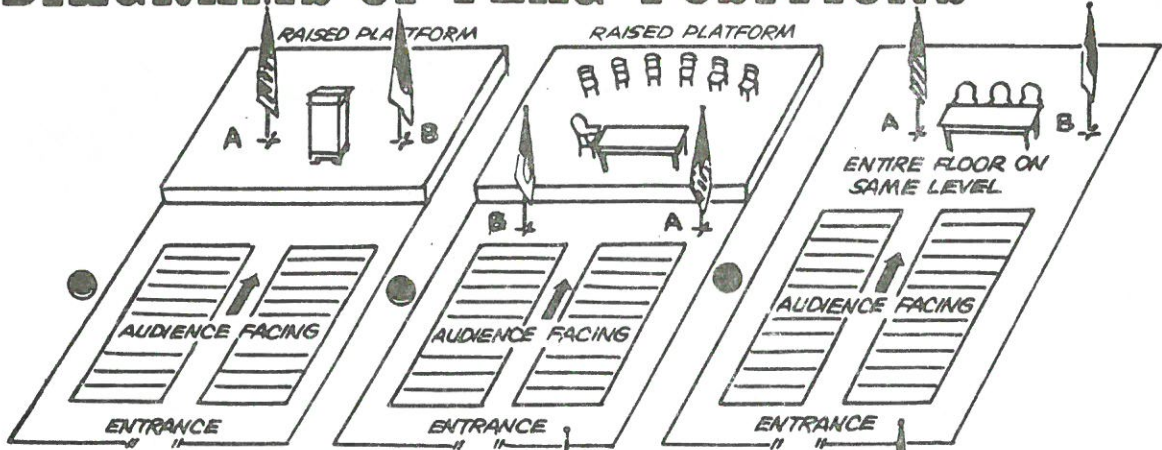 RAISED PLATFORM
A
B
AUDIENCE FACING
ENTRANCE
RAISED PLATFORM
B
A
AUDIENCE FACING
ENTRANCE
A
B
ENTIRE FLOOR ON
SAME LEVEL
AUDIENCE FACING
ENTRANCE